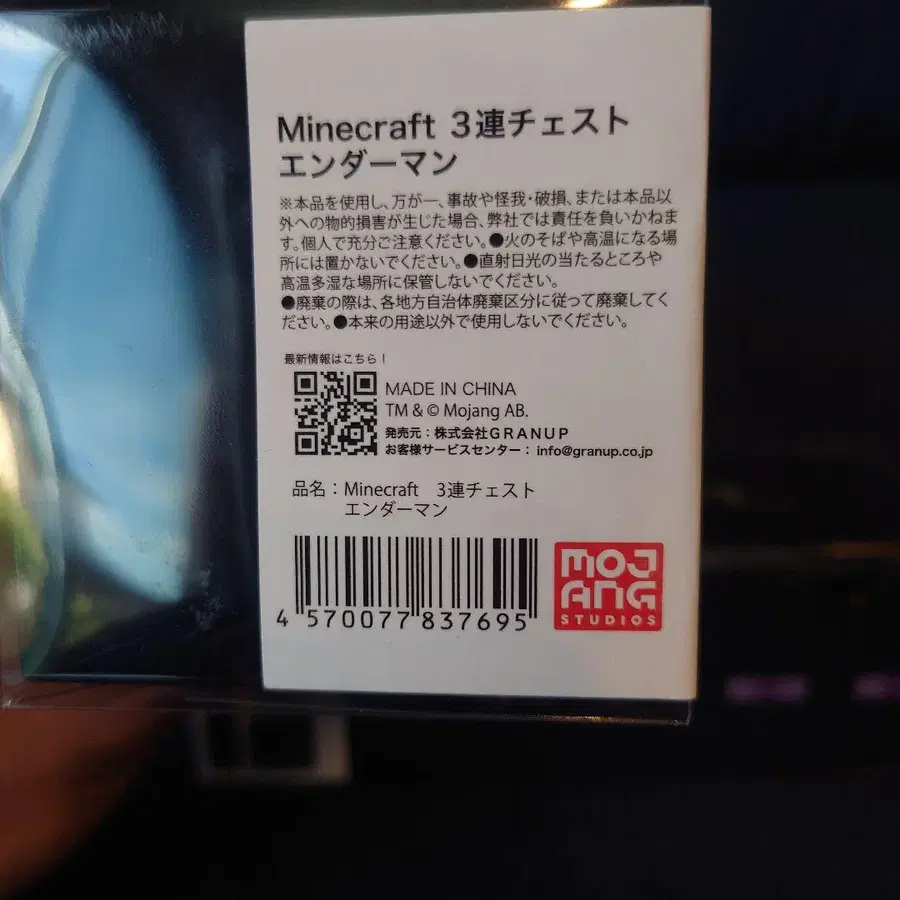 Minecraft 3連チェスト
エンダーマン
※本品を使用し、万が一、事故や怪我・破損、または本品以
外への物的損害が生じた場合、弊社では責任を負いかねま
す。個人で充分ご注意ください。●火のそばや高温になる場
所には置かないでください。●直射日光の当たるところや
高温多湿な場所に保管しないでください。
●廃棄の際は、各地方自治体廃棄区分に従って廃棄してく
ださい。●本来の用途以外で使用しないでください。
最新情報はこちら！
MADE IN CHINA
TM & © Mojang AB.
発売元：株式会社GRANUP
お客様サービスセンター： info@granup.co.jp
品名：Minecraft 3連チェスト
エンダーマン
4 570077 837695
MOJ
ANG
STUDIOS